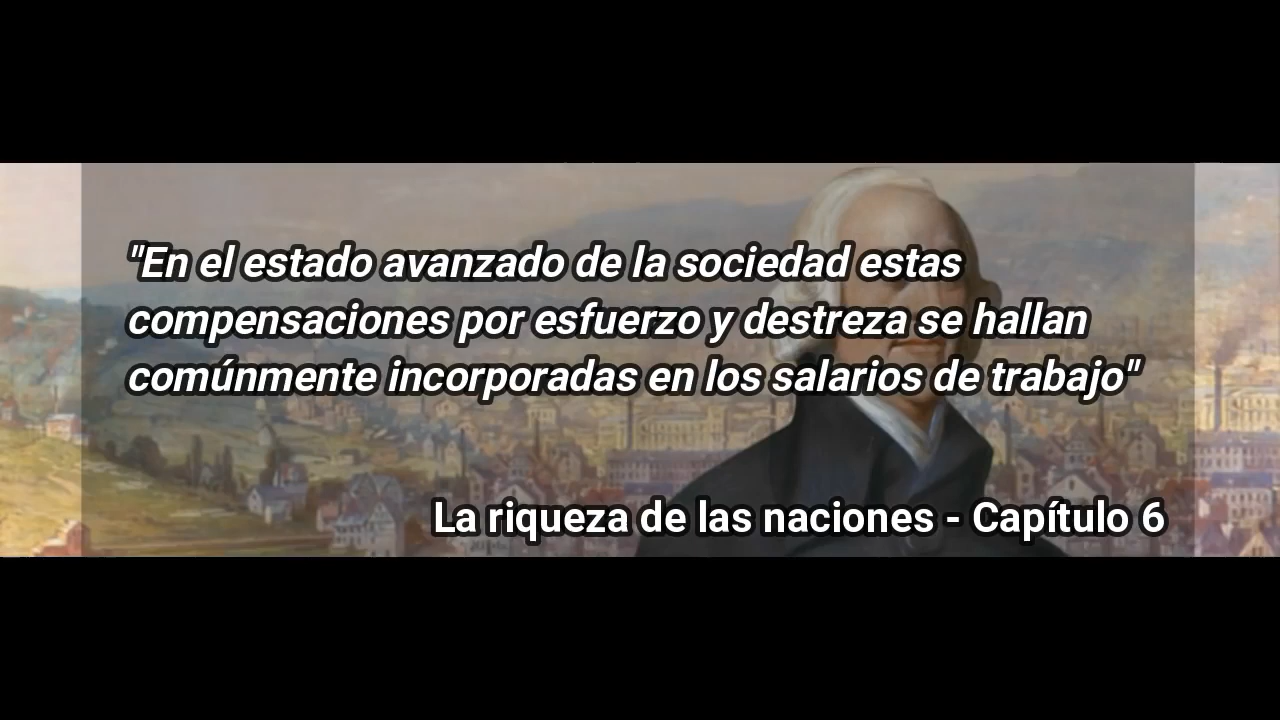 "En el estado avanzado de la sociedad estas
compensaciones por esfuerzo y destreza se hallan
comúnmente incorporadas en los salarios de trabajo"
La riqueza de las naciones - Capítulo 6